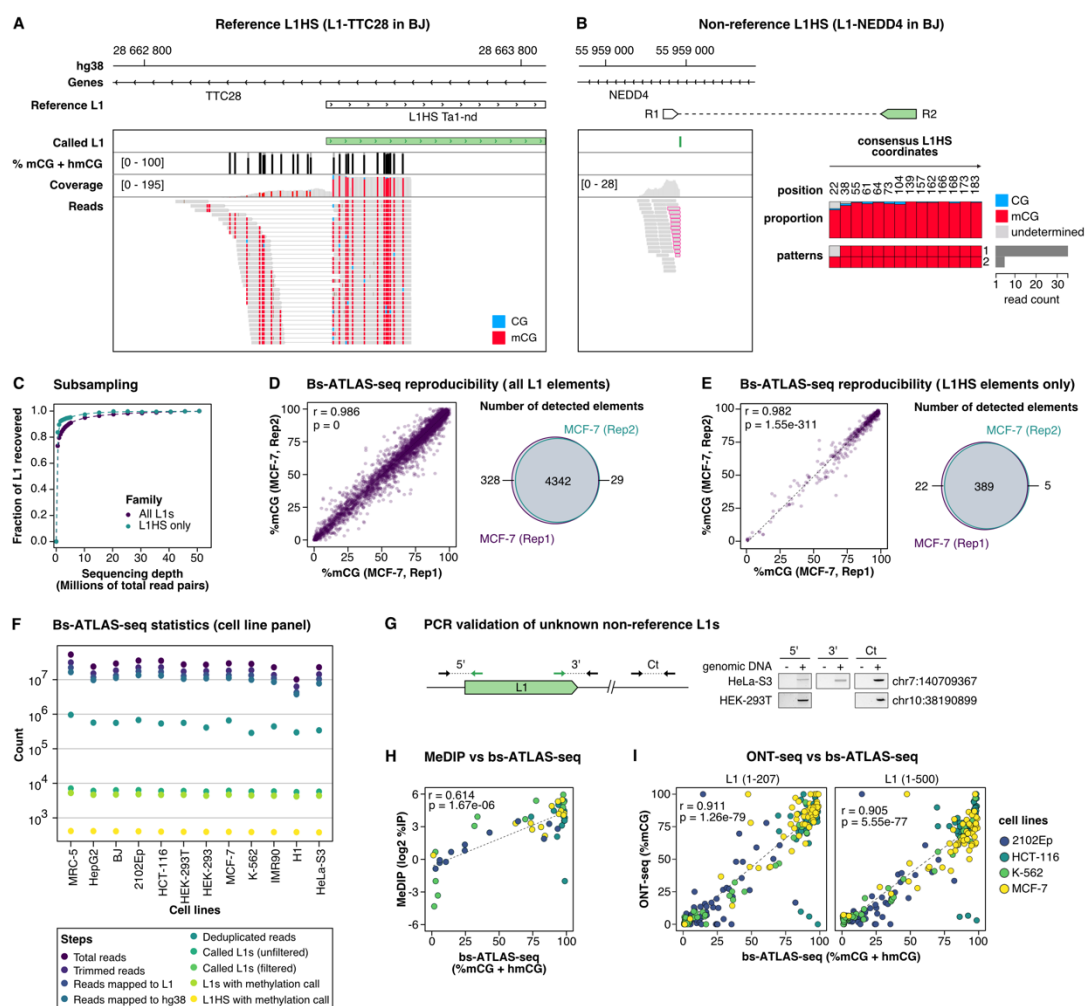 A Reference L1HS (L1-TTC28 in BJ)
28 662 800 28 663 800
hg38
Genes
TTC28
Reference L1
L1HS Ta1-nd
Called L1
% mCG + hmCG [0 - 100]
Coverage [0 - 195]
Reads
CG
mCG
B Non-reference L1HS (L1-NEDD4 in BJ)
55 959 000 55 959 000
NEDD4
R1 R2
[0 - 28]
consensus L1HS
coordinates
position 22 38 55 61 64 73 104 139 157 162 166 168 173 183
proportion
patterns 1
2
CG
mCG
undetermined
1 15 30
read count
C Subsampling
Fraction of L1 recovered
1.0
0.8
0.6
0.4
0.2
0.0
Family
All L1s
L1HS only
0 10 20 30 40 50
Sequencing depth
(Millions of total read pairs)
D Bs-ATLAS-seq reproducibility (all L1 elements)
%mCG (MCF-7, Rep2)
100
75
50
25
0
r = 0.986
p = 0
0 25 50 75 100
%mCG (MCF-7, Rep1)
Number of detected elements
MCF-7 (Rep2)
328 4342 29
MCF-7 (Rep1)
E Bs-ATLAS-seq reproducibility (L1HS elements only)
%mCG (MCF-7, Rep2)
100
75
50
25
0
r = 0.982
p = 1.55e-311
0 25 50 75 100
%mCG (MCF-7, Rep1)
Number of detected elements
MCF-7 (Rep2)
22 389 5
MCF-7 (Rep1)
F Bs-ATLAS-seq statistics (cell line panel)
Count
10⁷
10⁶
10⁵
10⁴
10³
MRC-5 HepG2 BJ 2102Ep HCT-116 HEK-293T HEK-293 MCF-7 K-562 IMR90 H1 HeLa-S3
Cell lines
Steps
Total reads
Trimmed reads
Reads mapped to L1
Reads mapped to hg38
Deduplicated reads
Called L1s (unfiltered)
Called L1s (filtered)
L1s with methylation call
L1HS with methylation call
G PCR validation of unknown non-reference L1s
5' 3' Ct
L1
5' 3' Ct
genomic DNA - + - + - +
HeLa-S3 chr7:140709367
HEK-293T chr10:38190899
H MeDIP vs bs-ATLAS-seq
MeDIP (log2 %IP)
6
3
0
-3
-6
r = 0.614
p = 1.67e-06
0 25 50 75 100
bs-ATLAS-seq
(%mCG + hmCG)
I ONT-seq vs bs-ATLAS-seq
L1 (1-207) L1 (1-500)
ONT-seq (%mCG)
100
75
50
25
0
r = 0.911
p = 1.26e-79
r = 0.905
p = 5.55e-77
0 25 50 75 100 0 25 50 75 100
bs-ATLAS-seq (%mCG + hmCG)
cell lines
2102Ep
HCT-116
K-562
MCF-7